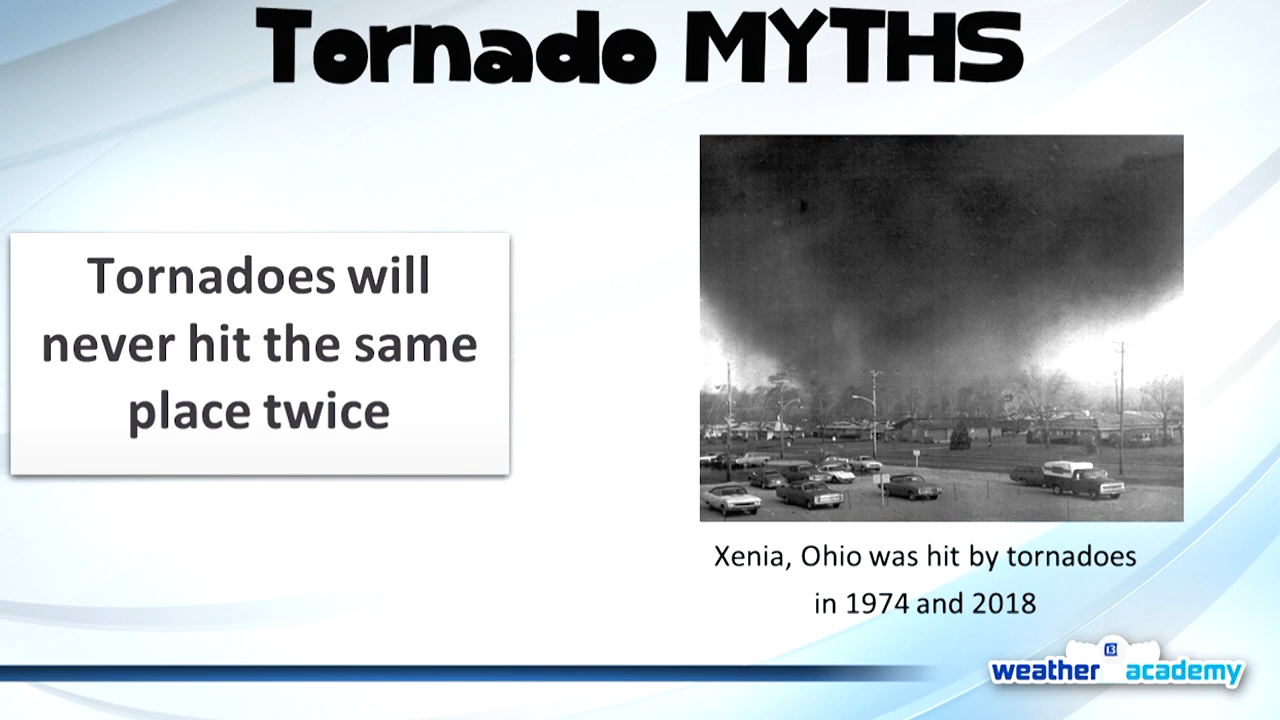 Tornado MYTHS
Tornadoes will
never hit the same
place twice
Xenia, Ohio was hit by tornadoes
in 1974 and 2018
13
weather academy